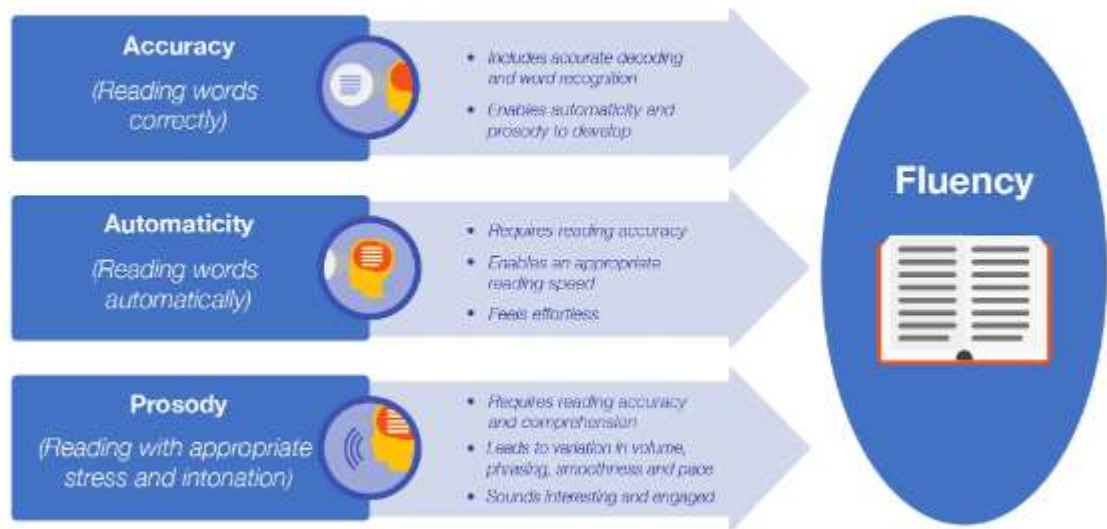 Accuracy
(Reading words
correctly)
• Includes accurate decoding
and word recognition
• Enables automaticity and
prosody to develop
Automaticity
(Reading words
automatically)
• Requires reading accuracy
• Enables an appropriate
reading speed
• Feels effortless
Prosody
(Reading with appropriate
stress and intonation)
• Requires reading accuracy
and comprehension
• Leads to variation in volume,
phrasing, smoothness and pace
• Sounds interesting and engaged
Fluency